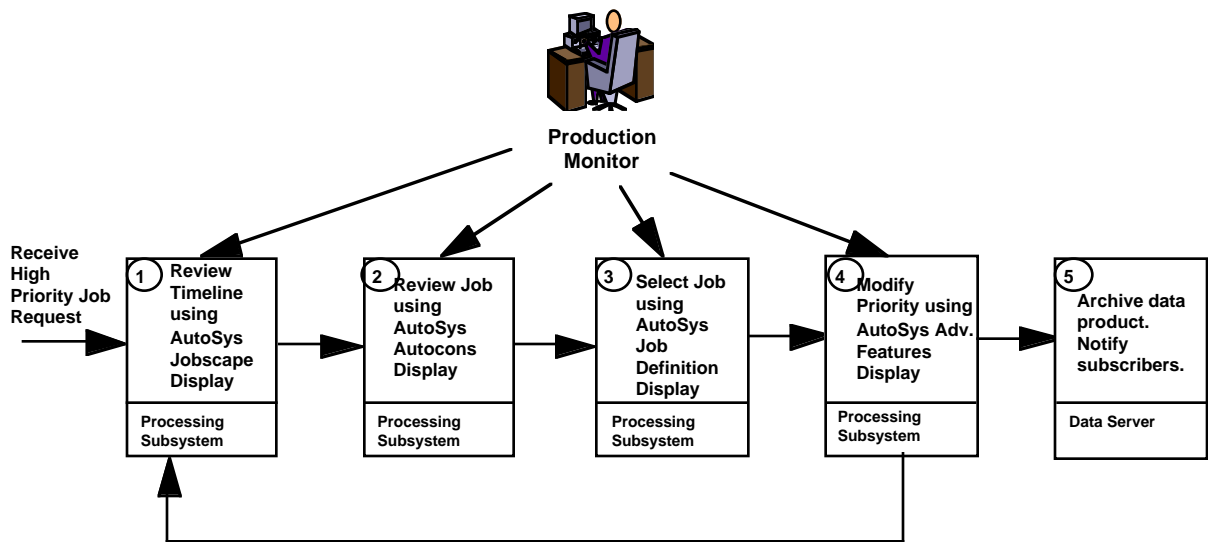 Production
Monitor
Receive
High
Priority Job
Request
1
Review
Timeline
using
AutoSys
Jobscape
Display
Processing
Subsystem
2
Review Job
using
AutoSys
Autocons
Display
Processing
Subsystem
3
Select Job
using
AutoSys
Job
Definition
Display
Processing
Subsystem
4
Modify
Priority using
AutoSys Adv.
Features
Display
Processing
Subsystem
5
Archive data
product.
Notify
subscribers.
Data Server